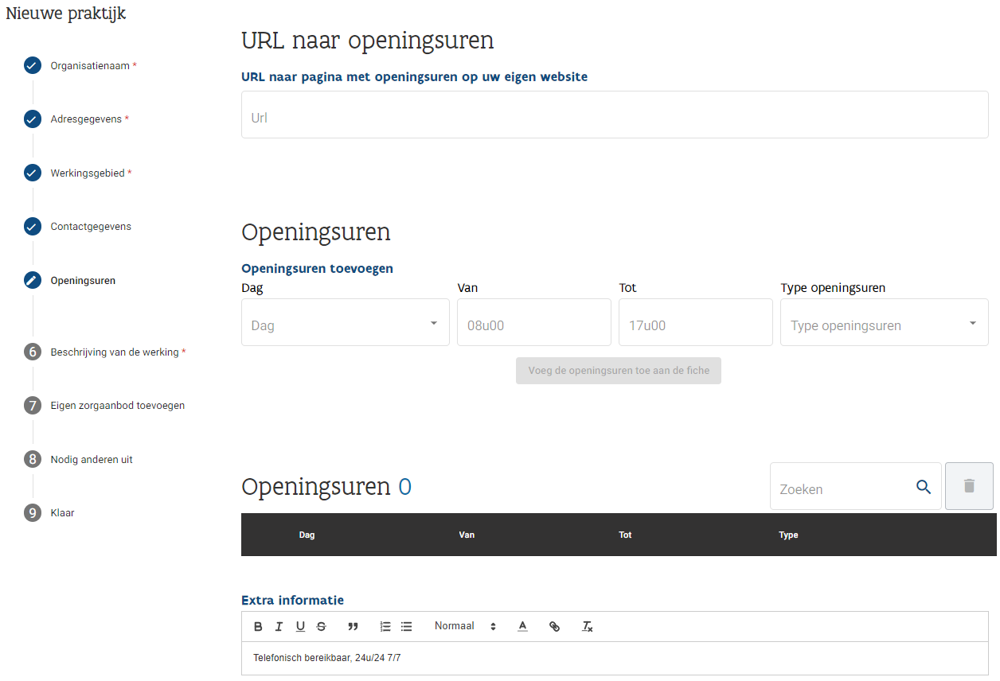 Nieuwe praktijk
Organisatienaam *
Adresgegevens *
Werkingsgebied *
Contactgegevens
Openingsuren
6 Beschrijving van de werking *
7 Eigen zorgaanbod toevoegen
8 Nodig anderen uit
9 Klaar
URL naar openingsuren
URL naar pagina met openingsuren op uw eigen website
Url
Openingsuren
Openingsuren toevoegen
Dag Van Tot Type openingsuren
Dag 08u00 17u00 Type openingsuren
Voeg de openingsuren toe aan de fiche
Openingsuren 0 Zoeken
Dag Van Tot Type
Extra informatie
B I U S Normaal A Tx
Telefonisch bereikbaar, 24u/24 7/7